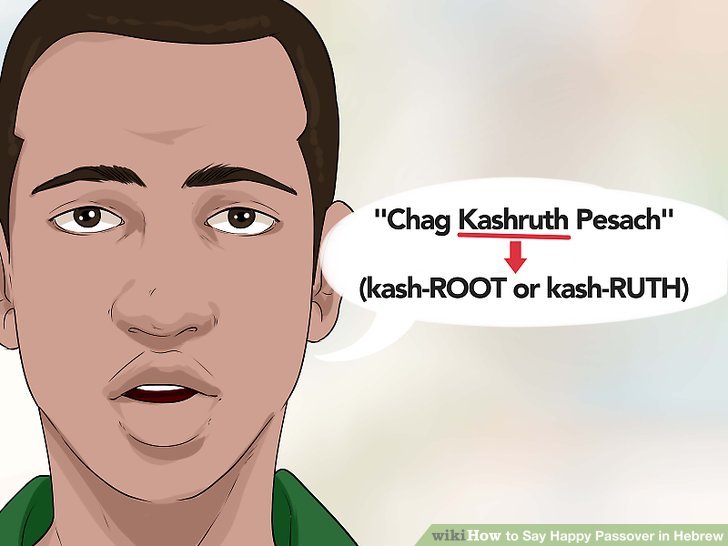 "Chag Kashruth Pesach"
(kash-ROOT or kash-RUTH)
wikiHow to Say Happy Passover in Hebrew